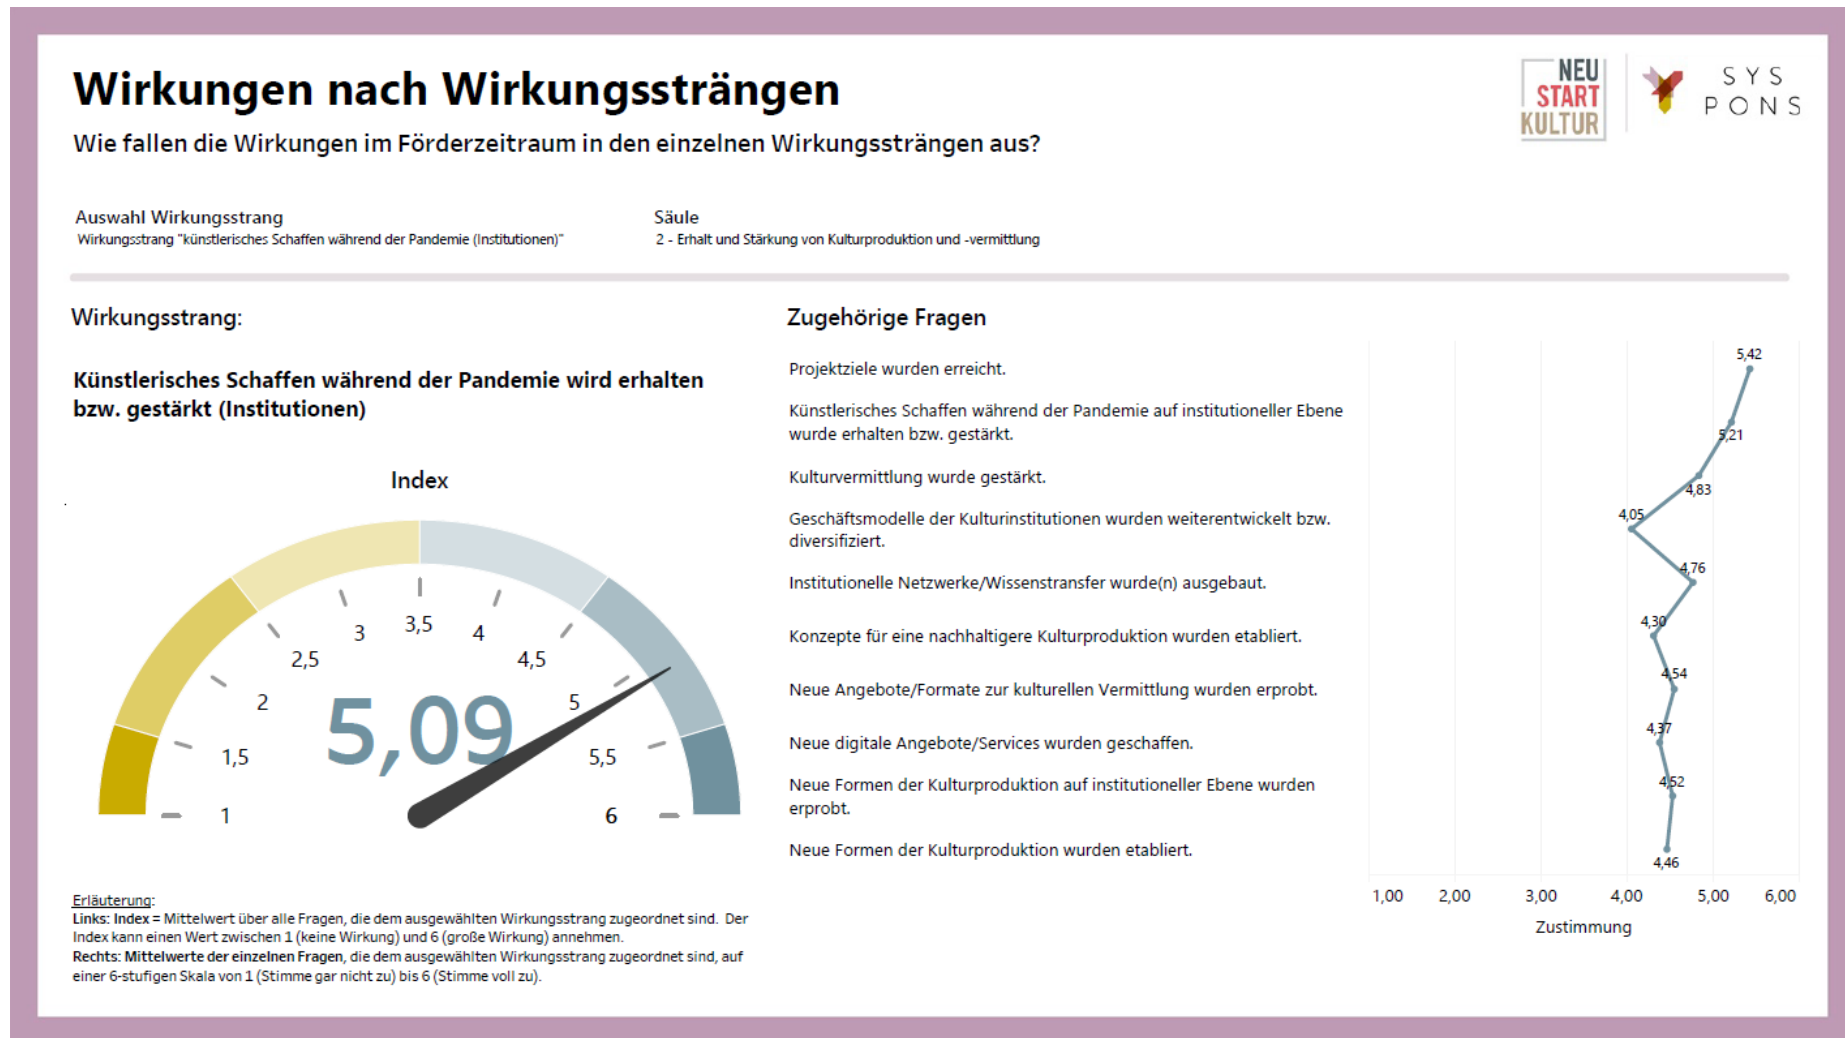 Wirkungen nach Wirkungssträngen
Wie fallen die Wirkungen im Förderzeitraum in den einzelnen Wirkungssträngen aus?
NEU
START
KULTUR
SYS
PONS
Auswahl Wirkungsstrang
Wirkungsstrang "künstlerisches Schaffen während der Pandemie (Institutionen)"
Säule
2 - Erhalt und Stärkung von Kulturproduktion und -vermittlung
Wirkungsstrang:
Künstlerisches Schaffen während der Pandemie wird erhalten
bzw. gestärkt (Institutionen)
Index
1
1,5
2
2,5
3
3,5
4
4,5
5
5,5
6
5,09
Erläuterung:
Links: Index = Mittelwert über alle Fragen, die dem ausgewählten Wirkungsstrang zugeordnet sind. Der
Index kann einen Wert zwischen 1 (keine Wirkung) und 6 (große Wirkung) annehmen.
Rechts: Mittelwerte der einzelnen Fragen, die dem ausgewählten Wirkungsstrang zugeordnet sind, auf
einer 6-stufigen Skala von 1 (Stimme gar nicht zu) bis 6 (Stimme voll zu).
Zugehörige Fragen
Projektziele wurden erreicht.
Künstlerisches Schaffen während der Pandemie auf institutioneller Ebene
wurde erhalten bzw. gestärkt.
Kulturvermittlung wurde gestärkt.
Geschäftsmodelle der Kulturinstitutionen wurden weiterentwickelt bzw.
diversifiziert.
Institutionelle Netzwerke/Wissenstransfer wurde(n) ausgebaut.
Konzepte für eine nachhaltigere Kulturproduktion wurden etabliert.
Neue Angebote/Formate zur kulturellen Vermittlung wurden erprobt.
Neue digitale Angebote/Services wurden geschaffen.
Neue Formen der Kulturproduktion auf institutioneller Ebene wurden
erprobt.
Neue Formen der Kulturproduktion wurden etabliert.
5,42
5,21
4,83
4,05
4,76
4,30
4,54
4,37
4,52
4,46
1,00 2,00 3,00 4,00 5,00 6,00
Zustimmung